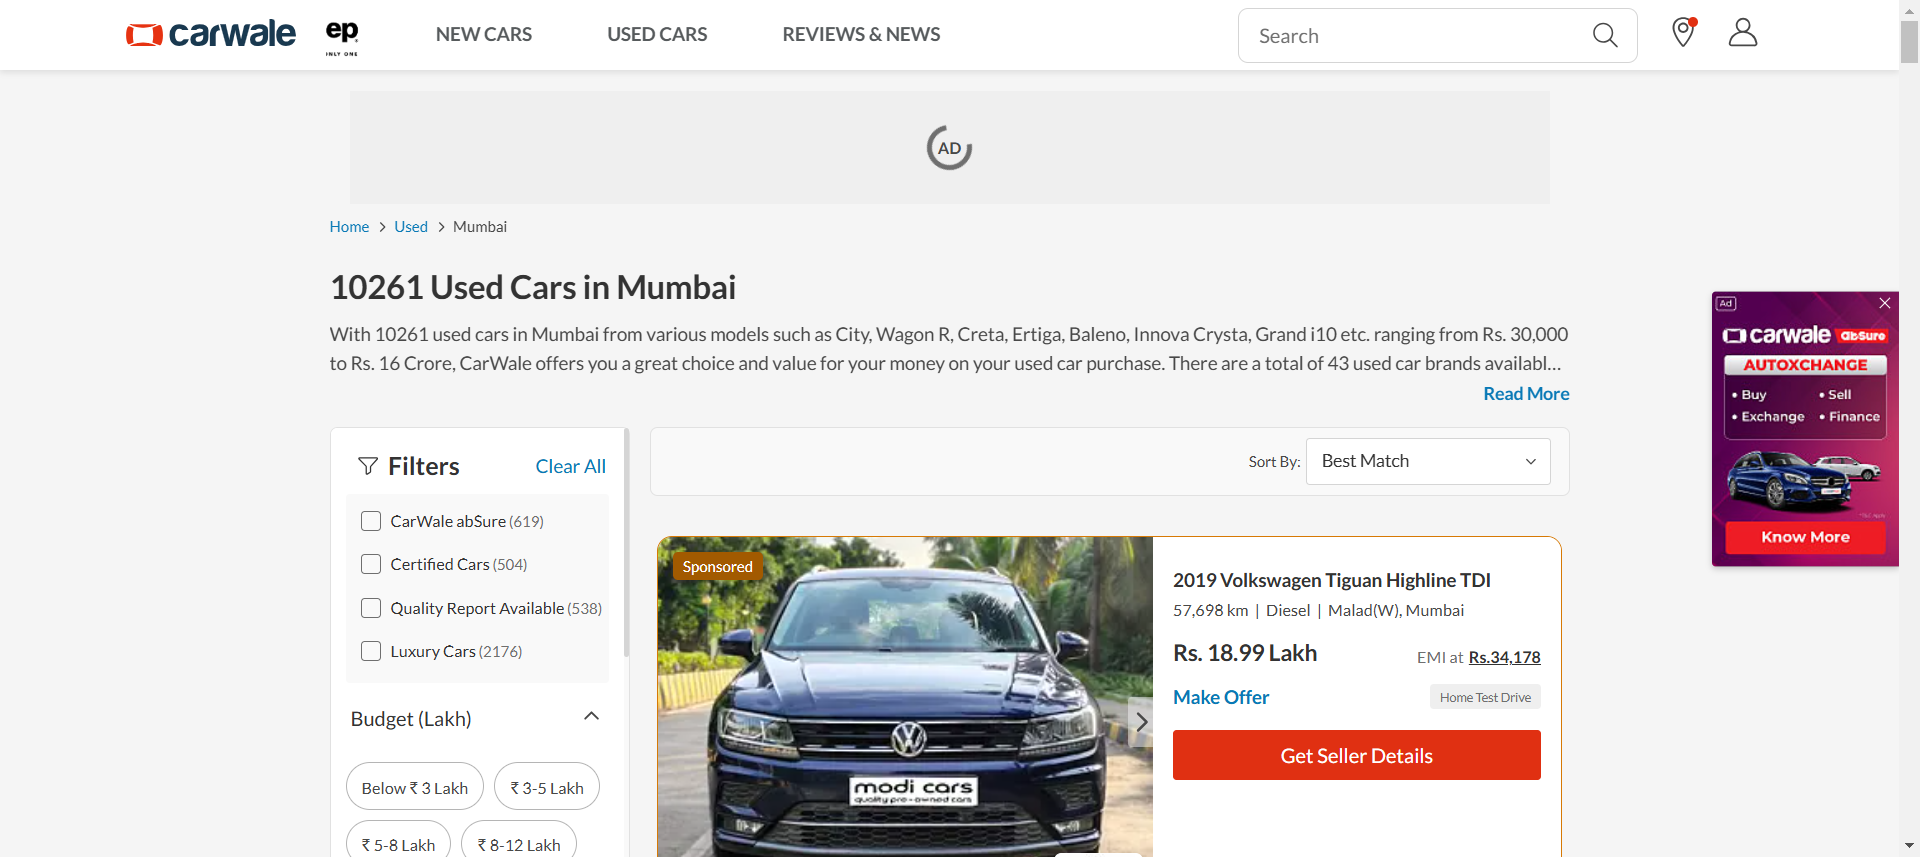 carwale
ep
INLY ONE
NEW CARS
USED CARS
REVIEWS & NEWS
Search
AD
Home > Used > Mumbai
10261 Used Cars in Mumbai
With 10261 used cars in Mumbai from various models such as City, Wagon R, Creta, Ertiga, Baleno, Innova Crysta, Grand i10 etc. ranging from Rs. 30,000
to Rs. 16 Crore, CarWale offers you a great choice and value for your money on your used car purchase. There are a total of 43 used car brands availabl...
Read More
Filters
Clear All
CarWale abSure (619)
Certified Cars (504)
Quality Report Available (538)
Luxury Cars (2176)
Budget (Lakh)
Below ₹ 3 Lakh
₹ 3-5 Lakh
₹ 5-8 Lakh
₹ 8-12 Lakh
Sort By: Best Match
Sponsored
modi cars
quality pre-owned cars
2019 Volkswagen Tiguan Highline TDI
57,698 km | Diesel | Malad(W), Mumbai
Rs. 18.99 Lakh
EMI at Rs.34,178
Make Offer
Home Test Drive
Get Seller Details
Ad
carwale abSure
AUTOXCHANGE
• Buy • Sell
• Exchange • Finance
Know More